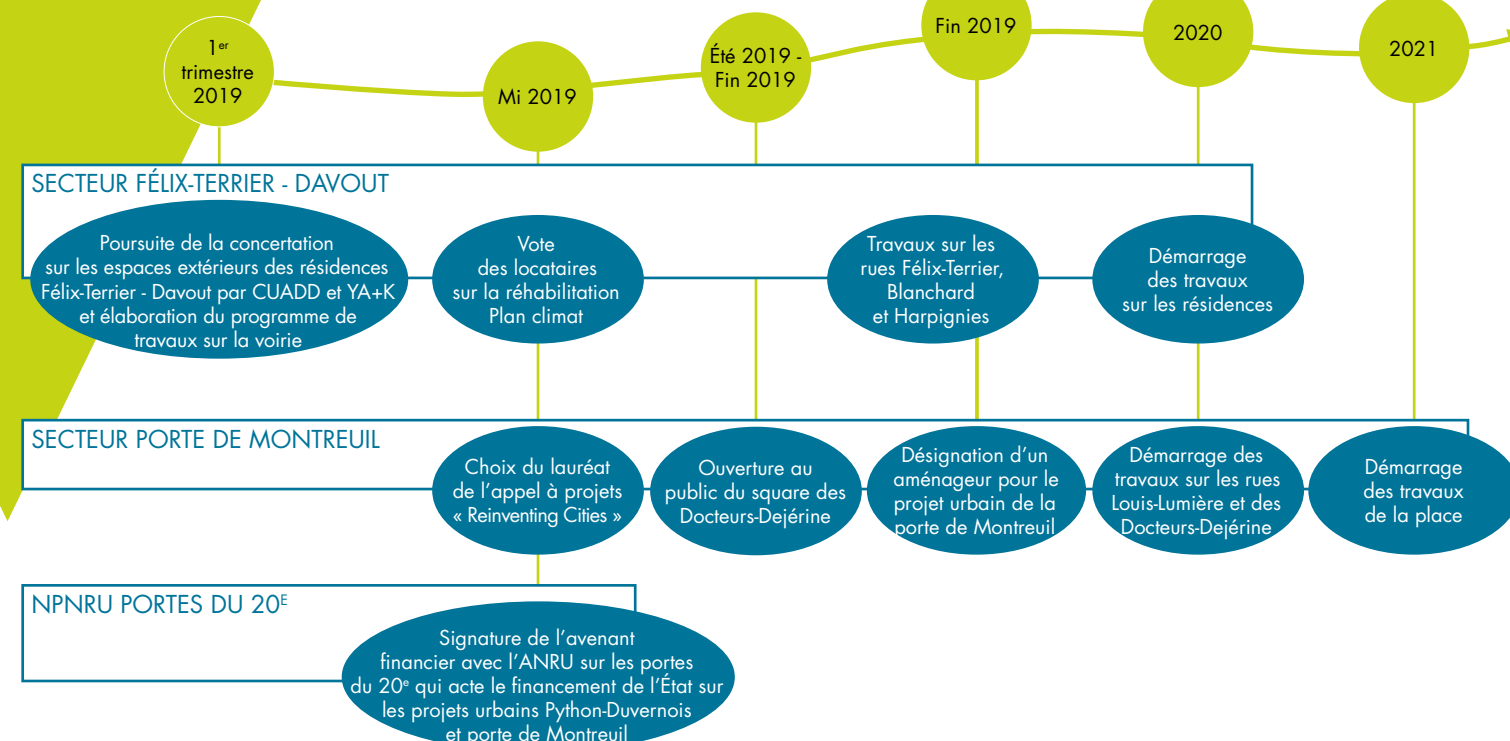 1er
trimestre
2019
Mi 2019
Été 2019 -
Fin 2019
Fin 2019
2020
2021
SECTEUR FÉLIX-TERRIER - DAVOUT
Poursuite de la concertation
sur les espaces extérieurs des résidences
Félix-Terrier - Davout par CUADD et YA+K
et élaboration du programme de
travaux sur la voirie
Vote
des locataires
sur la réhabilitation
Plan climat
Travaux sur les
rues Félix-Terrier,
Blanchard
et Harpignies
Démarrage
des travaux
sur les résidences
SECTEUR PORTE DE MONTREUIL
Choix du lauréat
de l'appel à projets
« Reinventing Cities »
Ouverture au
public du square des
Docteurs-Dejérine
Désignation d'un
aménageur pour le
projet urbain de la
porte de Montreuil
Démarrage des
travaux sur les rues
Louis-Lumière et des
Docteurs-Dejérine
Démarrage
des travaux
de la place
NPNRU PORTES DU 20E
Signature de l'avenant
financier avec l'ANRU sur les portes
du 20e qui acte le financement de l'État sur
les projets urbains Python-Duvernois
et porte de Montreuil